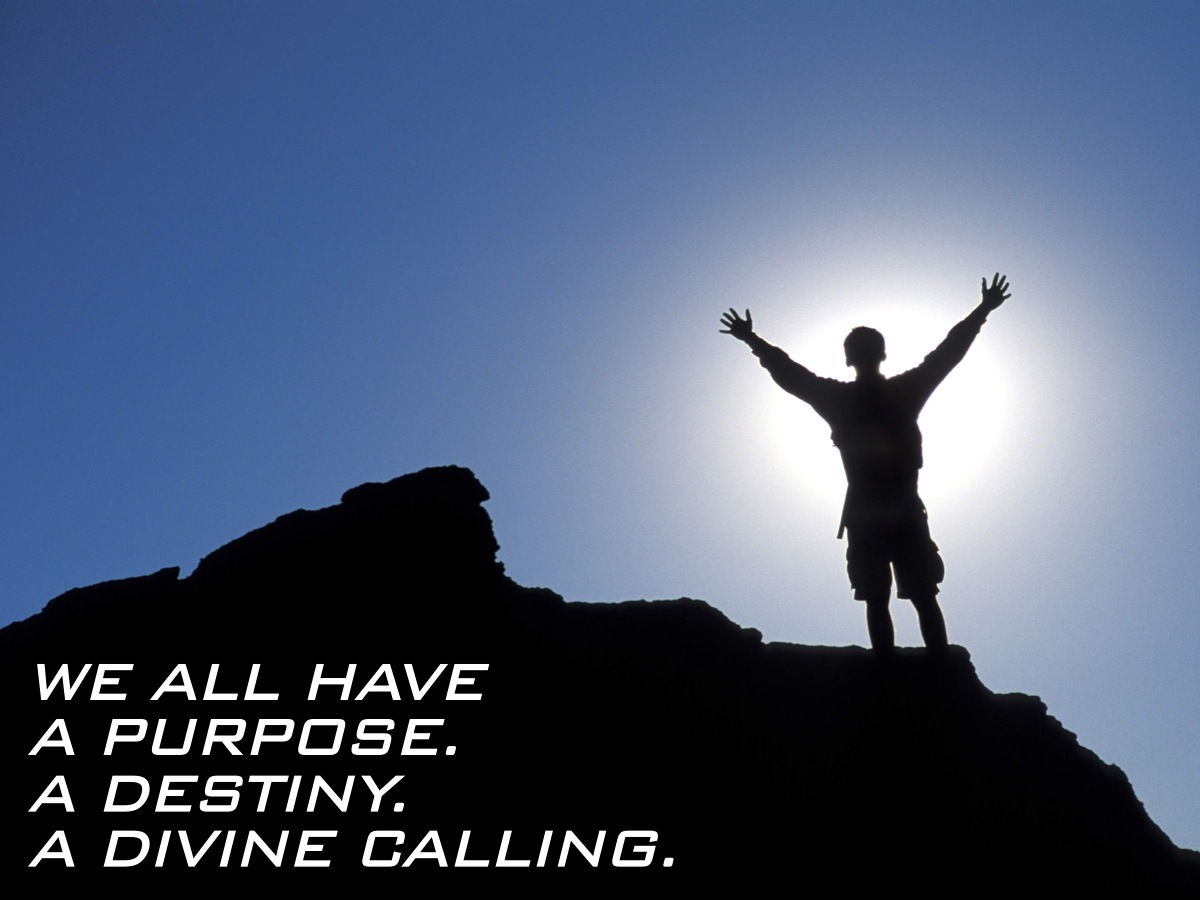 WE ALL HAVE
A PURPOSE.
A DESTINY.
A DIVINE CALLING.